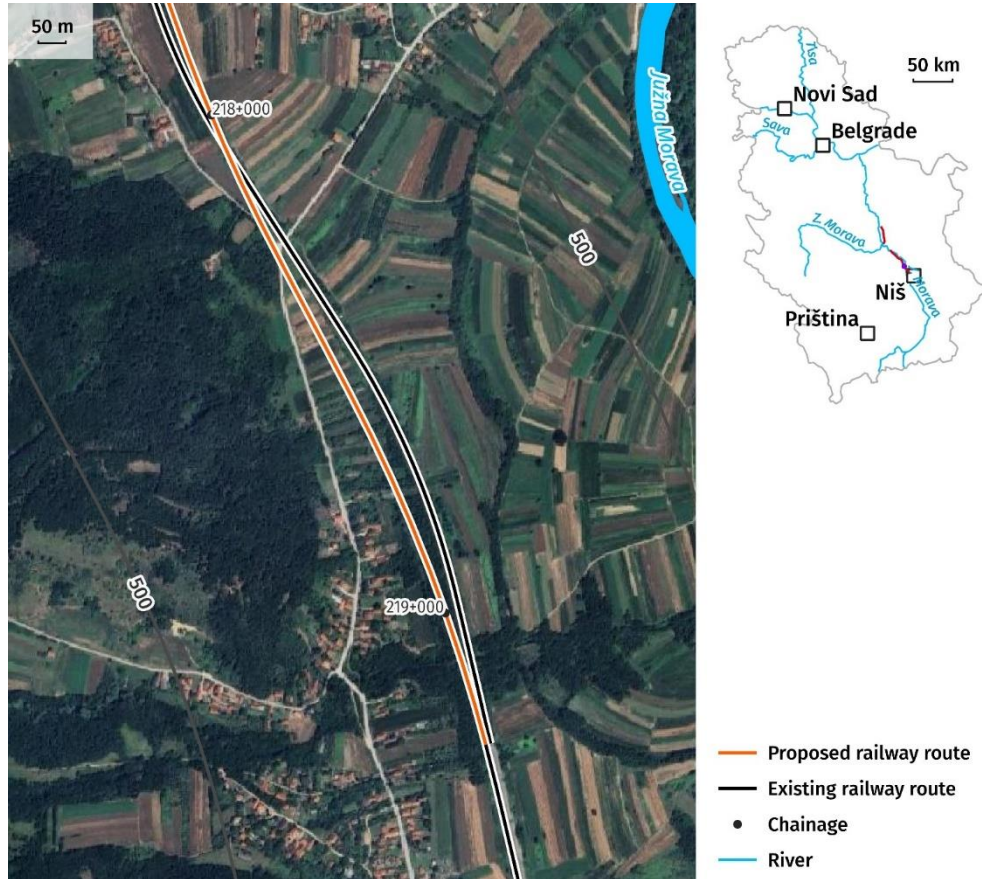 50 m
218+000
Južna Morava
500
500
219+000
50 km
Tisa
Novi Sad
Sava
Belgrade
Z. Morava
Morava
Niš
Priština
Proposed railway route
Existing railway route
Chainage
River